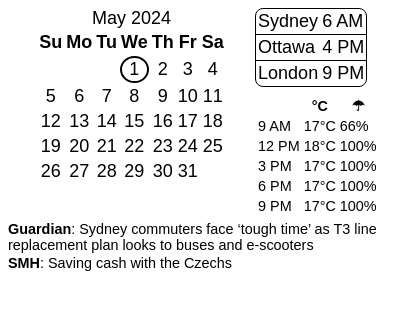 May 2024
Su Mo Tu We Th Fr Sa
1 2 3 4
5 6 7 8 9 10 11
12 13 14 15 16 17 18
19 20 21 22 23 24 25
26 27 28 29 30 31
Sydney 6 AM
Ottawa 4 PM
London 9 PM
°C ☂
9 AM 17°C 66%
12 PM 18°C 100%
3 PM 17°C 100%
6 PM 17°C 100%
9 PM 17°C 100%
Guardian: Sydney commuters face ‘tough time’ as T3 line
replacement plan looks to buses and e-scooters
SMH: Saving cash with the Czechs